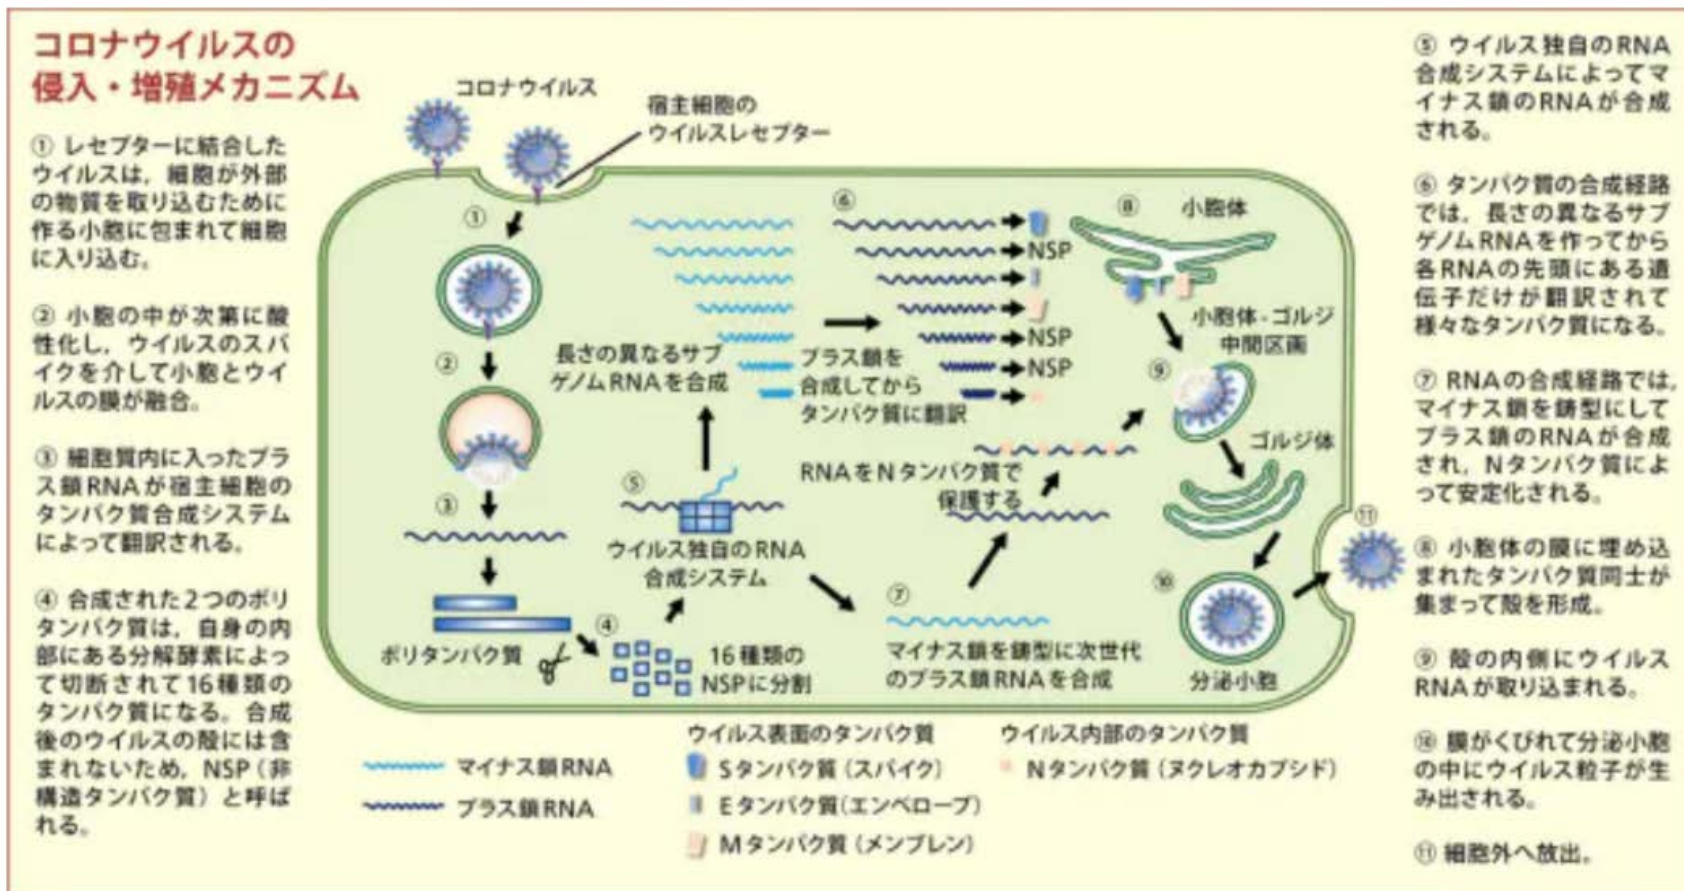 コロナウイルスの
侵入・増殖メカニズム
① レセプターに結合した
ウイルスは，細胞が外部
の物質を取り込むために
作る小胞に包まれて細胞
に入り込む。
② 小胞の中が次第に酸
性化し，ウイルスのスパ
イクを介して小胞とウイ
ルスの膜が融合。
③ 細胞質内に入ったプラ
ス鎖RNAが宿主細胞の
タンパク質合成システム
によって翻訳される。
④ 合成された2つのポリ
タンパク質は，自身の内
部にある分解酵素によっ
て切断されて16種類の
タンパク質になる。合成
後のウイルスの殻には含
まれないため，NSP（非
構造タンパク質）と呼ば
れる。
コロナウイルス
宿主細胞の
ウイルスレセプター
①
②
③
ポリタンパク質
④
16種類の
NSPに分割
⑤
ウイルス独自のRNA
合成システム
長さの異なるサブ
ゲノムRNAを合成
プラス鎖を
合成してから
タンパク質に翻訳
⑥
NSP
NSP
NSP
⑦
マイナス鎖を鋳型に次世代
のプラス鎖RNAを合成
RNAをNタンパク質で
保護する
⑧
小胞体
小胞体-ゴルジ
中間区画
⑨
ゴルジ体
⑩
分泌小胞
⑪
マイナス鎖RNA
プラス鎖RNA
ウイルス表面のタンパク質
Sタンパク質（スパイク）
Eタンパク質（エンベロープ）
Mタンパク質（メンブレン）
ウイルス内部のタンパク質
Nタンパク質（ヌクレオカプシド）
⑤ ウイルス独自のRNA
合成システムによってマ
イナス鎖のRNAが合成
される。
⑥ タンパク質の合成経路
では，長さの異なるサブ
ゲノムRNAを作ってから
各RNAの先頭にある遺
伝子だけが翻訳されて
様々なタンパク質になる。
⑦ RNAの合成経路では，
マイナス鎖を鋳型にして
プラス鎖のRNAが合成
され，Nタンパク質によ
って安定化される。
⑧ 小胞体の膜に埋め込
まれたタンパク質同士が
集まって殻を形成。
⑨ 殻の内側にウイルス
RNAが取り込まれる。
⑩ 膜がくびれて分泌小胞
の中にウイルス粒子が生
み出される。
⑪ 細胞外へ放出。